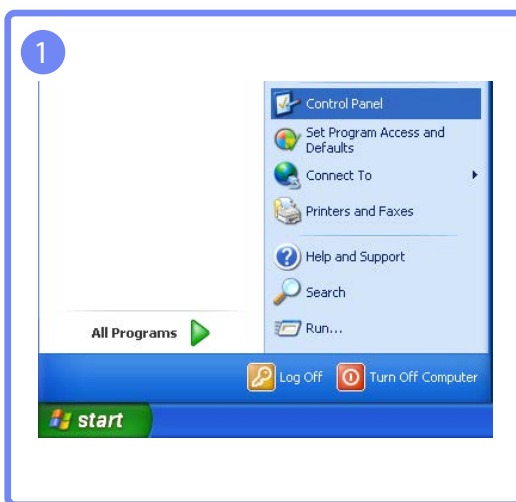 1
Control Panel
Set Program Access and
Defaults
Connect To
Printers and Faxes
Help and Support
Search
All Programs
Run...
Log Off
Turn Off Computer
start